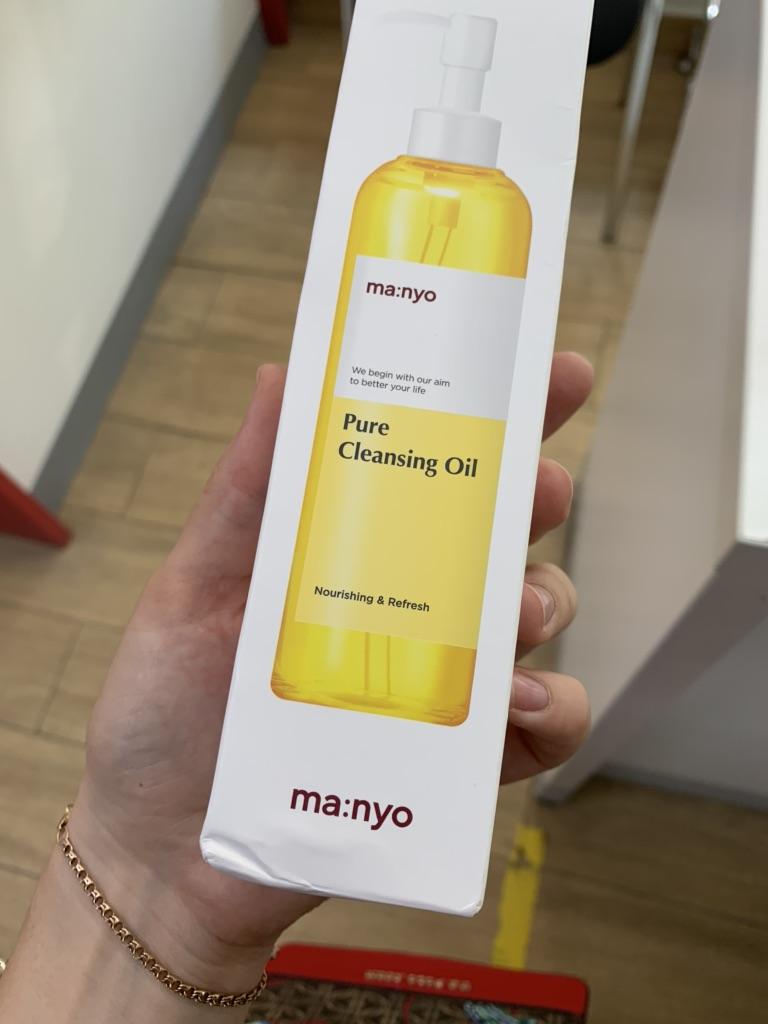 ma:nyo
We begin with our aim
to better your life
Pure
Cleansing Oil
Nourishing & Refresh
ma:nyo